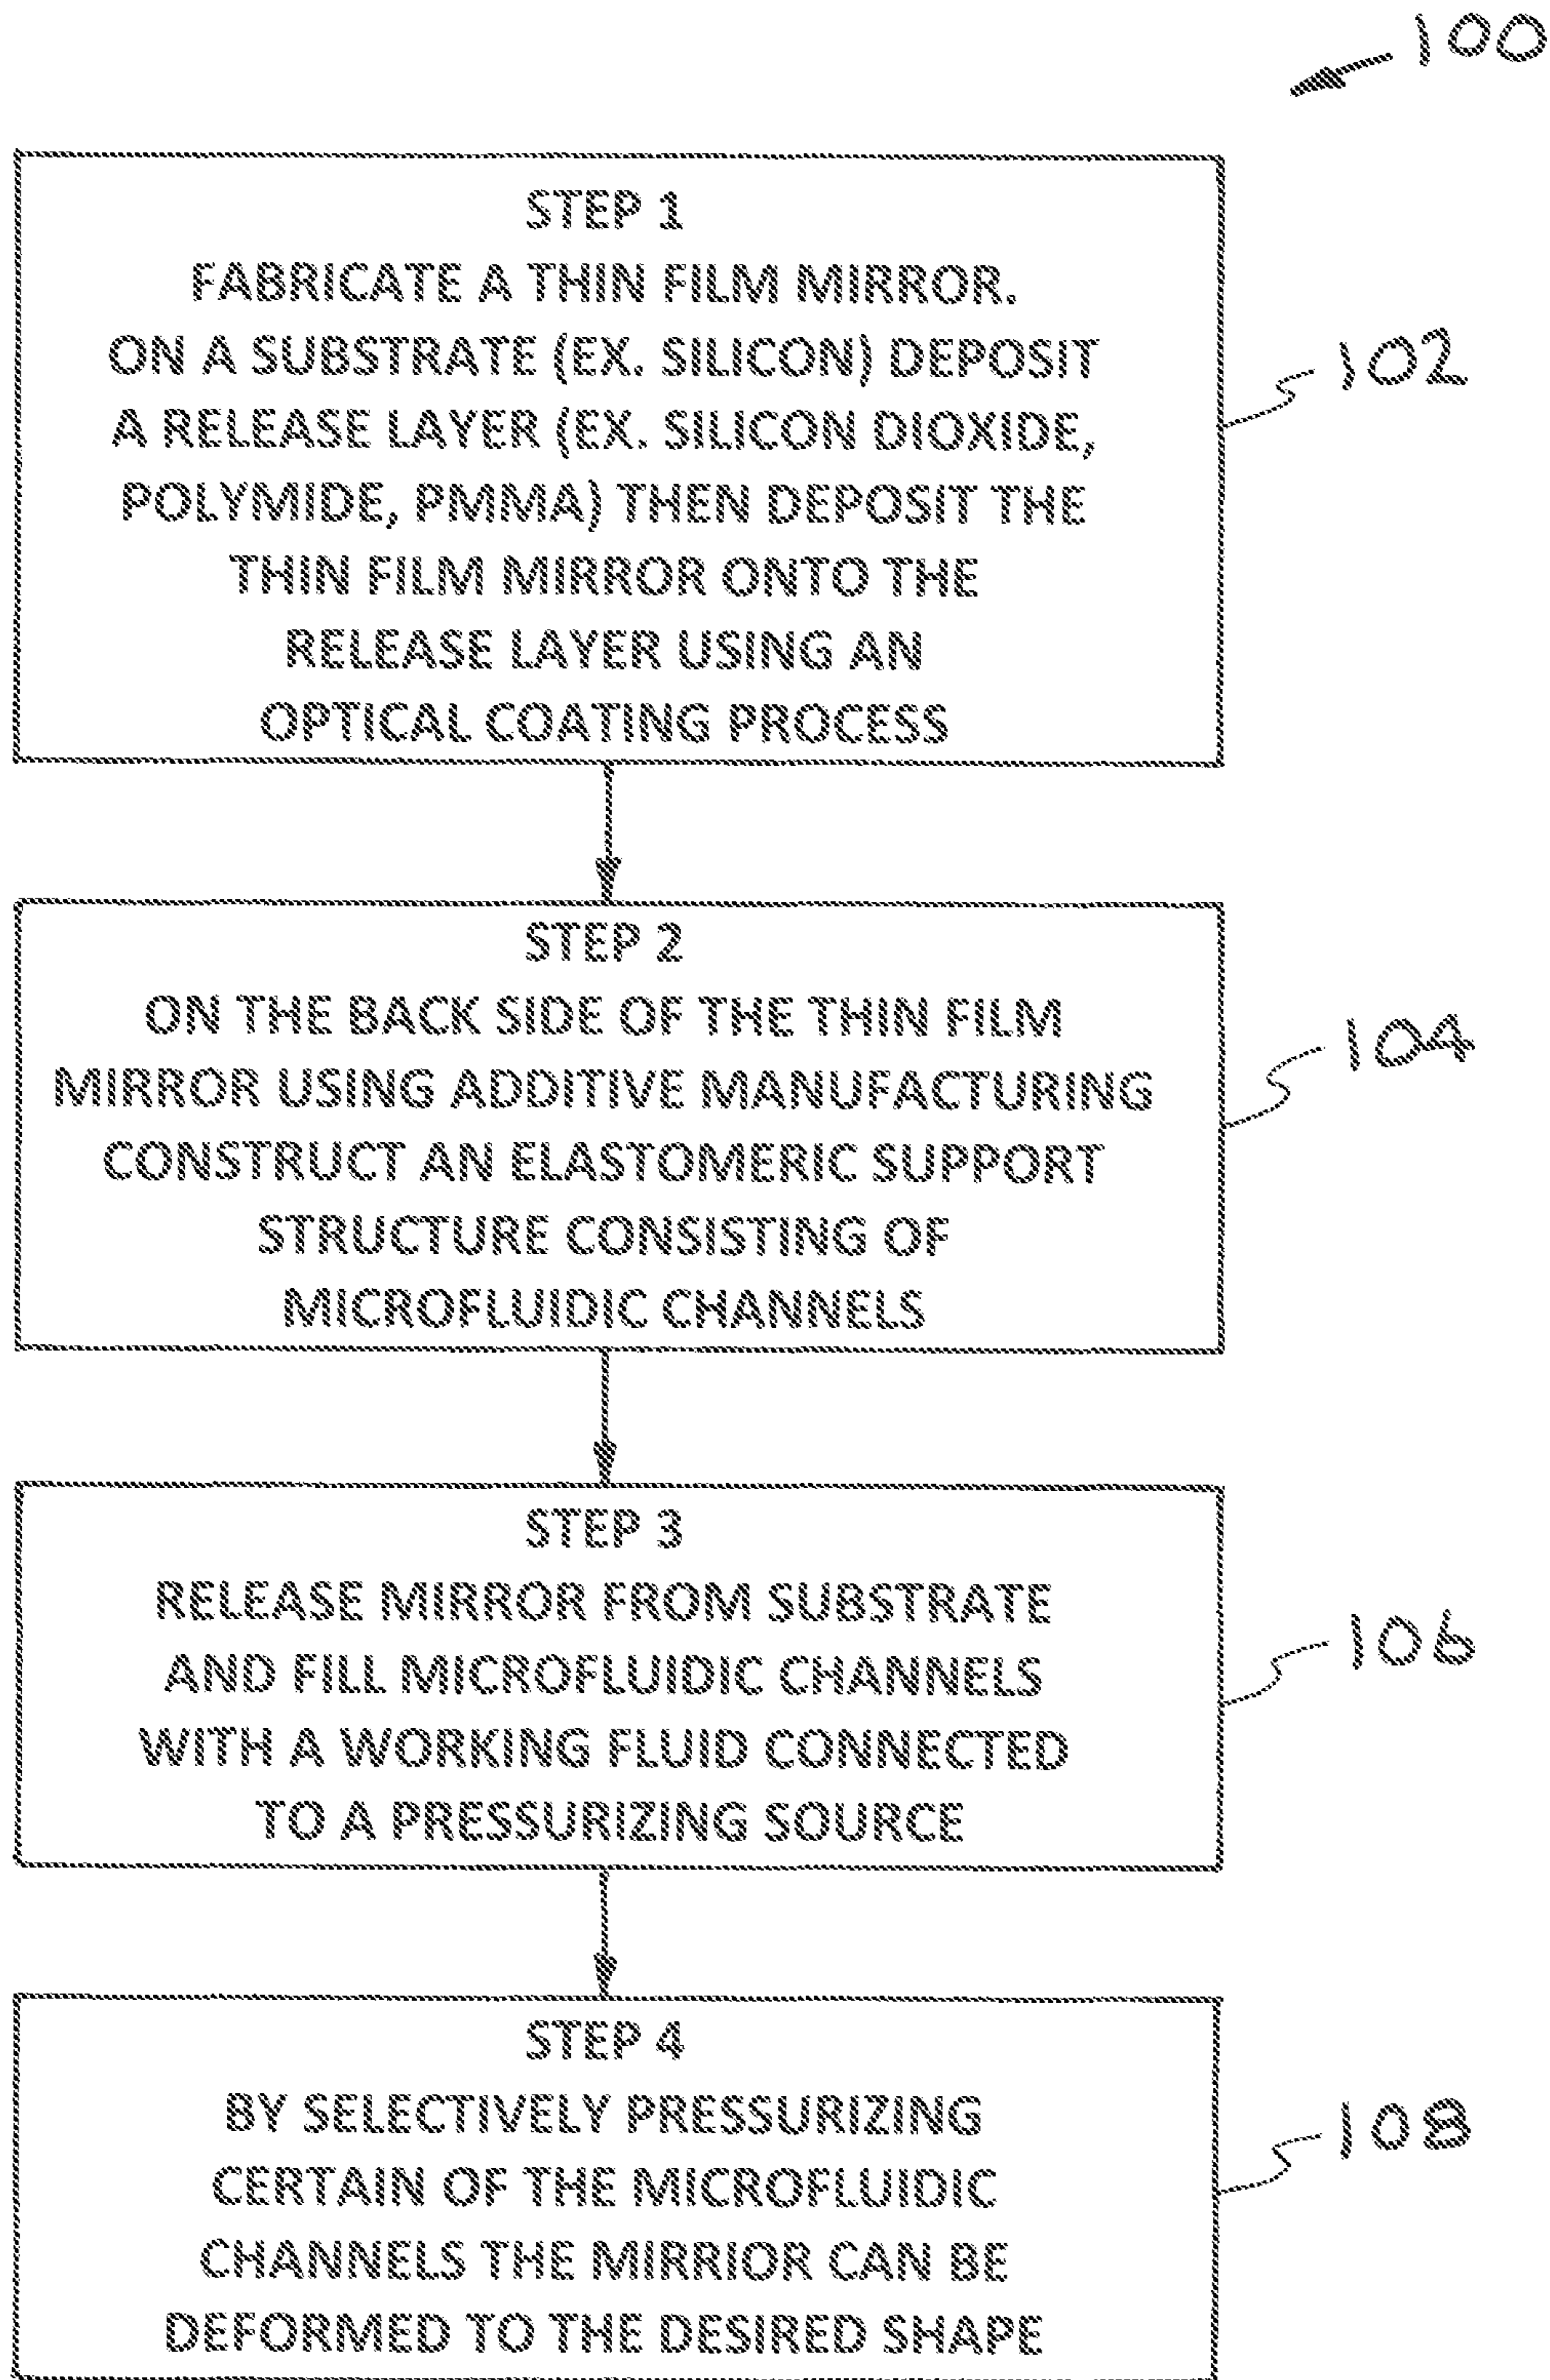 100
STEP 1
FABRICATE A THIN FILM MIRROR.
ON A SUBSTRATE (EX. SILICON) DEPOSIT
A RELEASE LAYER (EX. SILICON DIOXIDE,
POLYMIDE, PMMA) THEN DEPOSIT THE
THIN FILM MIRROR ONTO THE
RELEASE LAYER USING AN
OPTICAL COATING PROCESS
102
STEP 2
ON THE BACK SIDE OF THE THIN FILM
MIRROR USING ADDITIVE MANUFACTURING
CONSTRUCT AN ELASTOMERIC SUPPORT
STRUCTURE CONSISTING OF
MICROFLUIDIC CHANNELS
104
STEP 3
RELEASE MIRROR FROM SUBSTRATE
AND FILL MICROFLUIDIC CHANNELS
WITH A WORKING FLUID CONNECTED
TO A PRESSURIZING SOURCE
106
STEP 4
BY SELECTIVELY PRESSURIZING
CERTAIN OF THE MICROFLUIDIC
CHANNELS THE MIRRIOR CAN BE
DEFORMED TO THE DESIRED SHAPE
108